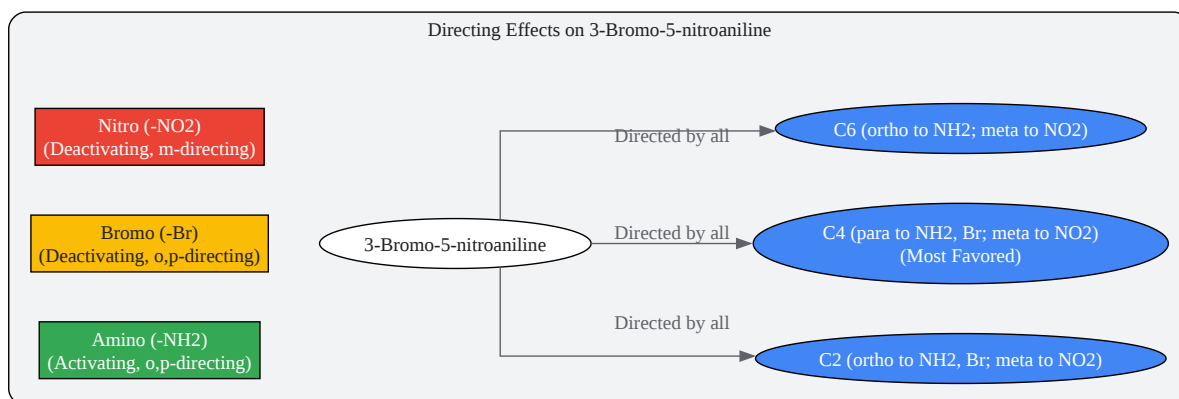 Directing Effects on 3-Bromo-5-nitroaniline
Nitro (-NO2)
(Deactivating, m-directing)
Directed by all
C6 (ortho to NH2; meta to NO2)
Bromo (-Br)
(Deactivating, o,p-directing)
3-Bromo-5-nitroaniline
Directed by all
C4 (para to NH2, Br; meta to NO2)
(Most Favored)
Amino (-NH2)
(Activating, o,p-directing)
Directed by all
C2 (ortho to NH2, Br; meta to NO2)